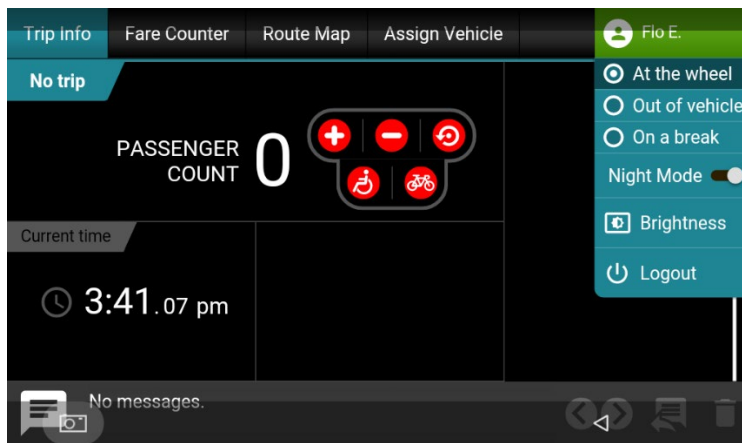 Trip Info
Fare Counter
Route Map
Assign Vehicle
Flo E.
No trip
At the wheel
Out of vehicle
On a break
PASSENGER
COUNT
0
Night Mode
Brightness
Current time
Logout
3:41.07 pm
No messages.